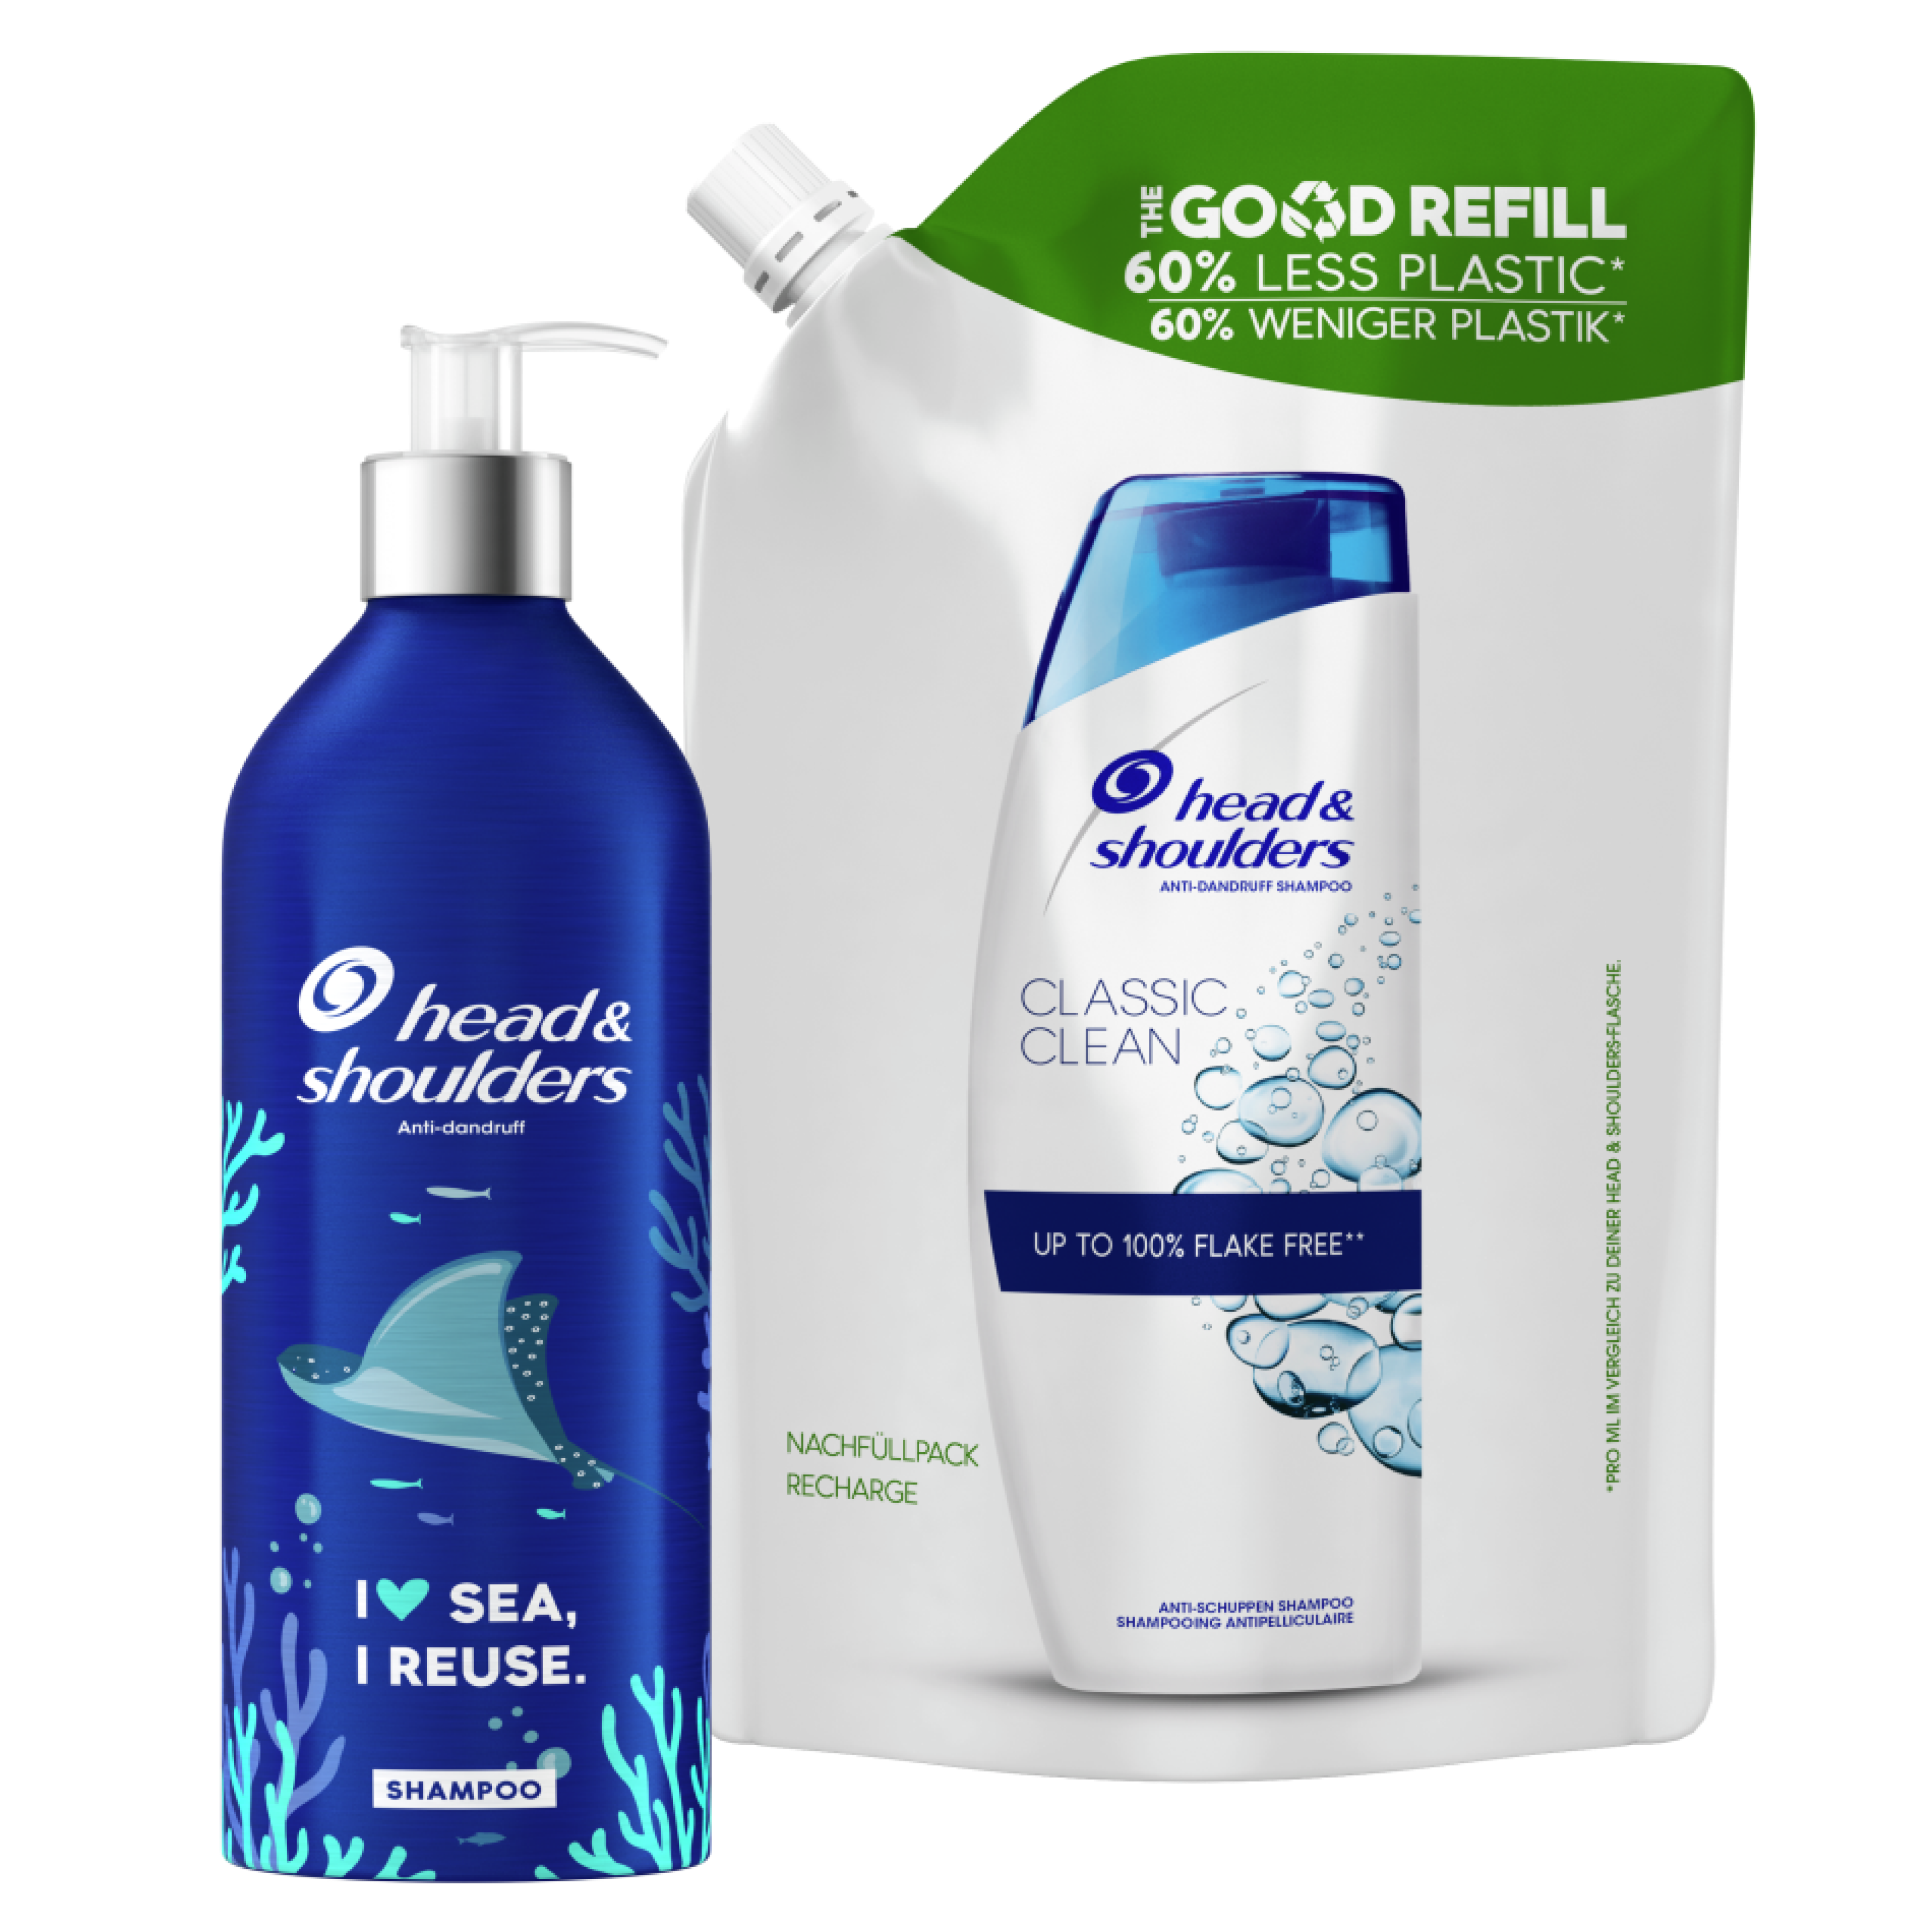 head &
shoulders
Anti-dandruff
I SEA,
I REUSE.
SHAMPOO
THE GOOD REFILL
60% LESS PLASTIC*
60% WENIGER PLASTIK*
head &
shoulders
ANTI-DANDRUFF SHAMPOO
CLASSIC
CLEAN
UP TO 100% FLAKE FREE**
NACHFÜLLPACK
RECHARGE
ANTI-SCHUPPEN SHAMPOO
SHAMPOOING ANTIPELLICULAIRE
*PRO ML IM VERGLEICH ZU DEINER HEAD & SHOULDERS-FLASCHE.